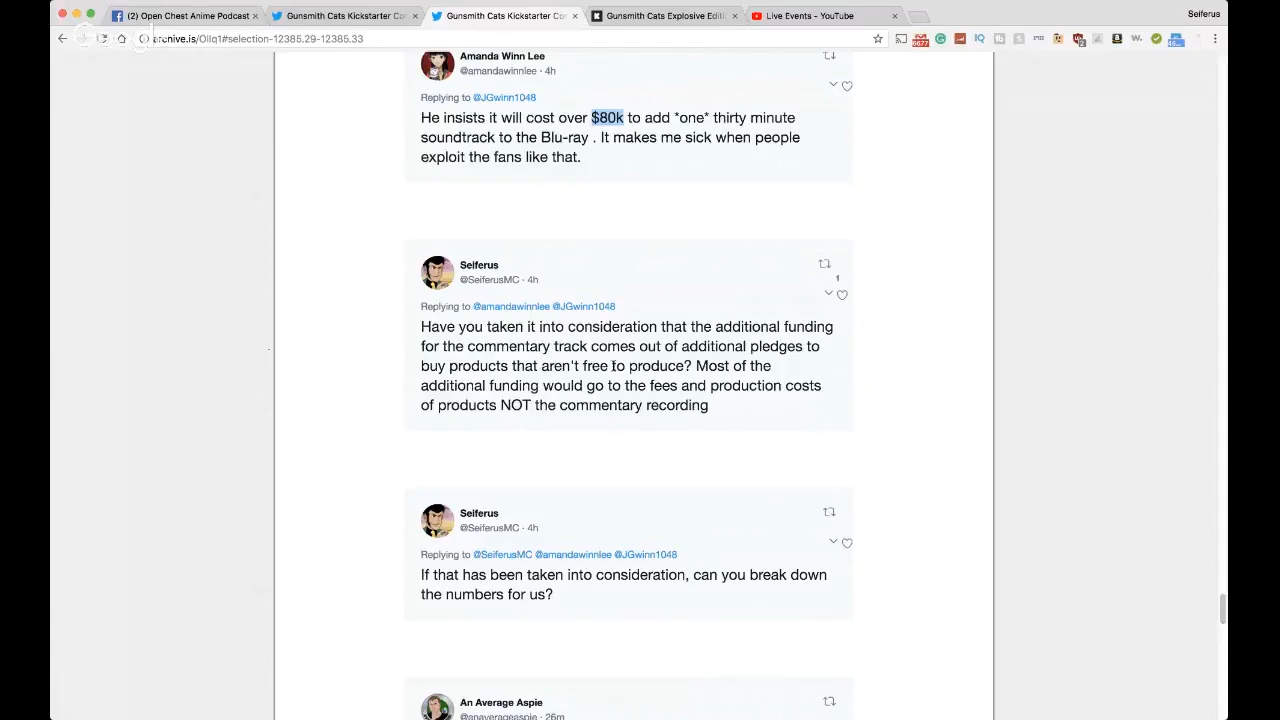 (2) Open Chest Anime Podcast ×
Gunsmith Cats Kickstarter Co ×
Gunsmith Cats Kickstarter Co ×
Gunsmith Cats Explosive Editi ×
Live Events - YouTube ×
Seiferus
archive.is/Ollq1#selection-12385.29-12385.33
6677
Amanda Winn Lee
@amandawinnlee · 4h
Replying to @JGwinn1048
He insists it will cost over $80k to add *one* thirty minute
soundtrack to the Blu-ray . It makes me sick when people
exploit the fans like that.
Seiferus
@SeiferusMC · 4h
1
Replying to @amandawinnlee @JGwinn1048
Have you taken it into consideration that the additional funding
for the commentary track comes out of additional pledges to
buy products that aren't free to produce? Most of the
additional funding would go to the fees and production costs
of products NOT the commentary recording
Seiferus
@SeiferusMC · 4h
Replying to @SeiferusMC @amandawinnlee @JGwinn1048
If that has been taken into consideration, can you break down
the numbers for us?
An Average Aspie
@anaverageaspie · 26m